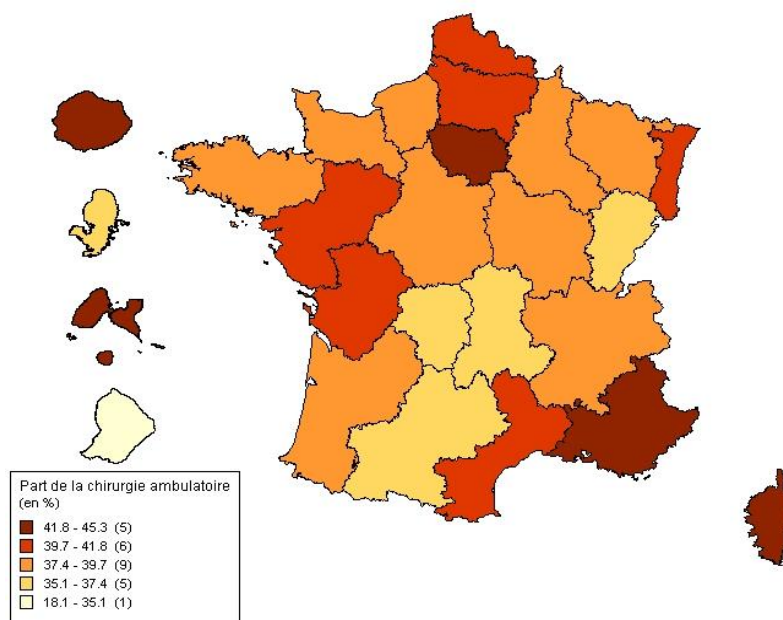 Part de la chirurgie ambulatoire
(en %)
41.8 - 45.3 (5)
39.7 - 41.8 (6)
37.4 - 39.7 (9)
35.1 - 37.4 (5)
18.1 - 35.1 (1)